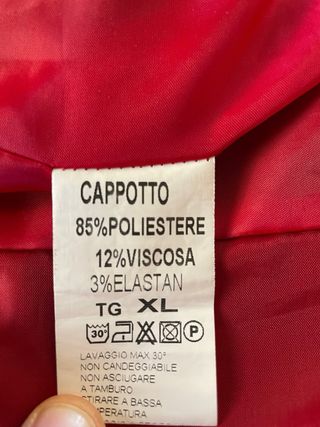 CAPPOTTO
85%POLIESTERE
12%VISCOSA
3%ELASTAN
TG XL
30° P
LAVAGGIO MAX 30°
NON CANDEGGIABILE
NON ASCIUGARE
A TAMBURO
STIRARE A BASSA